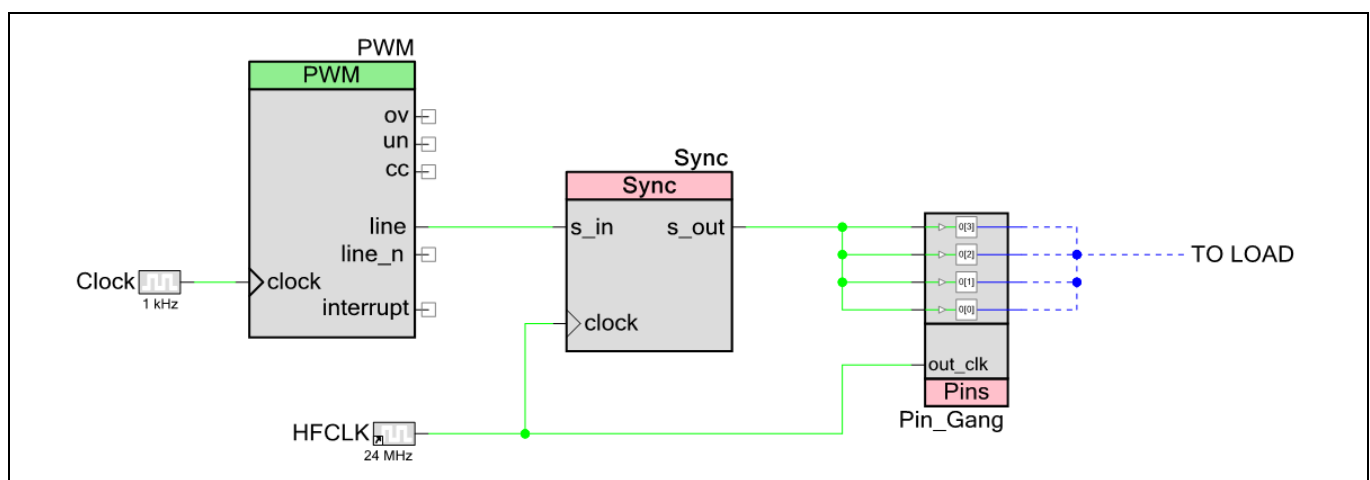 PWM
PWM
ov
un
cc
line
line_n
interrupt
clock
Clock
1 kHz
Sync
Sync
s_in
s_out
clock
HFCLK
24 MHz
0[3]
0[2]
0[1]
0[0]
out_clk
Pins
Pin_Gang
TO LOAD